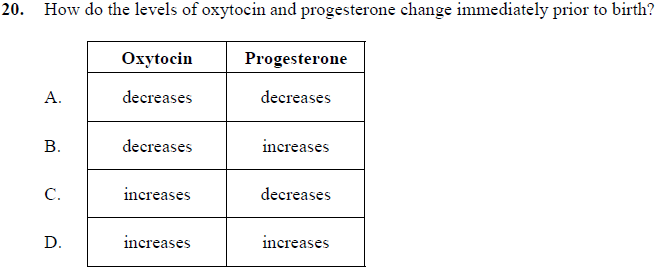 20. How do the levels of oxytocin and progesterone change immediately prior to birth?
Oxytocin Progesterone
A. decreases decreases
B. decreases increases
C. increases decreases
D. increases increases